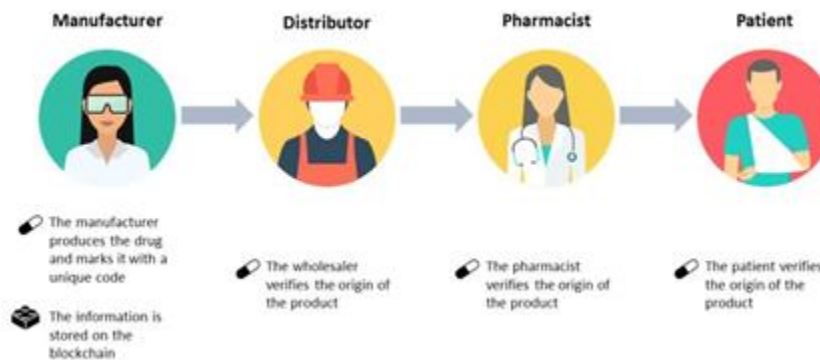 Manufacturer
Distributor
Pharmacist
Patient
The manufacturer
produces the drug
and marks it with a
unique code
The information is
stored on the
blockchain
The wholesaler
verifies the origin of
the product
The pharmacist
verifies the origin of
the product
The patient verifies
the origin of the
product